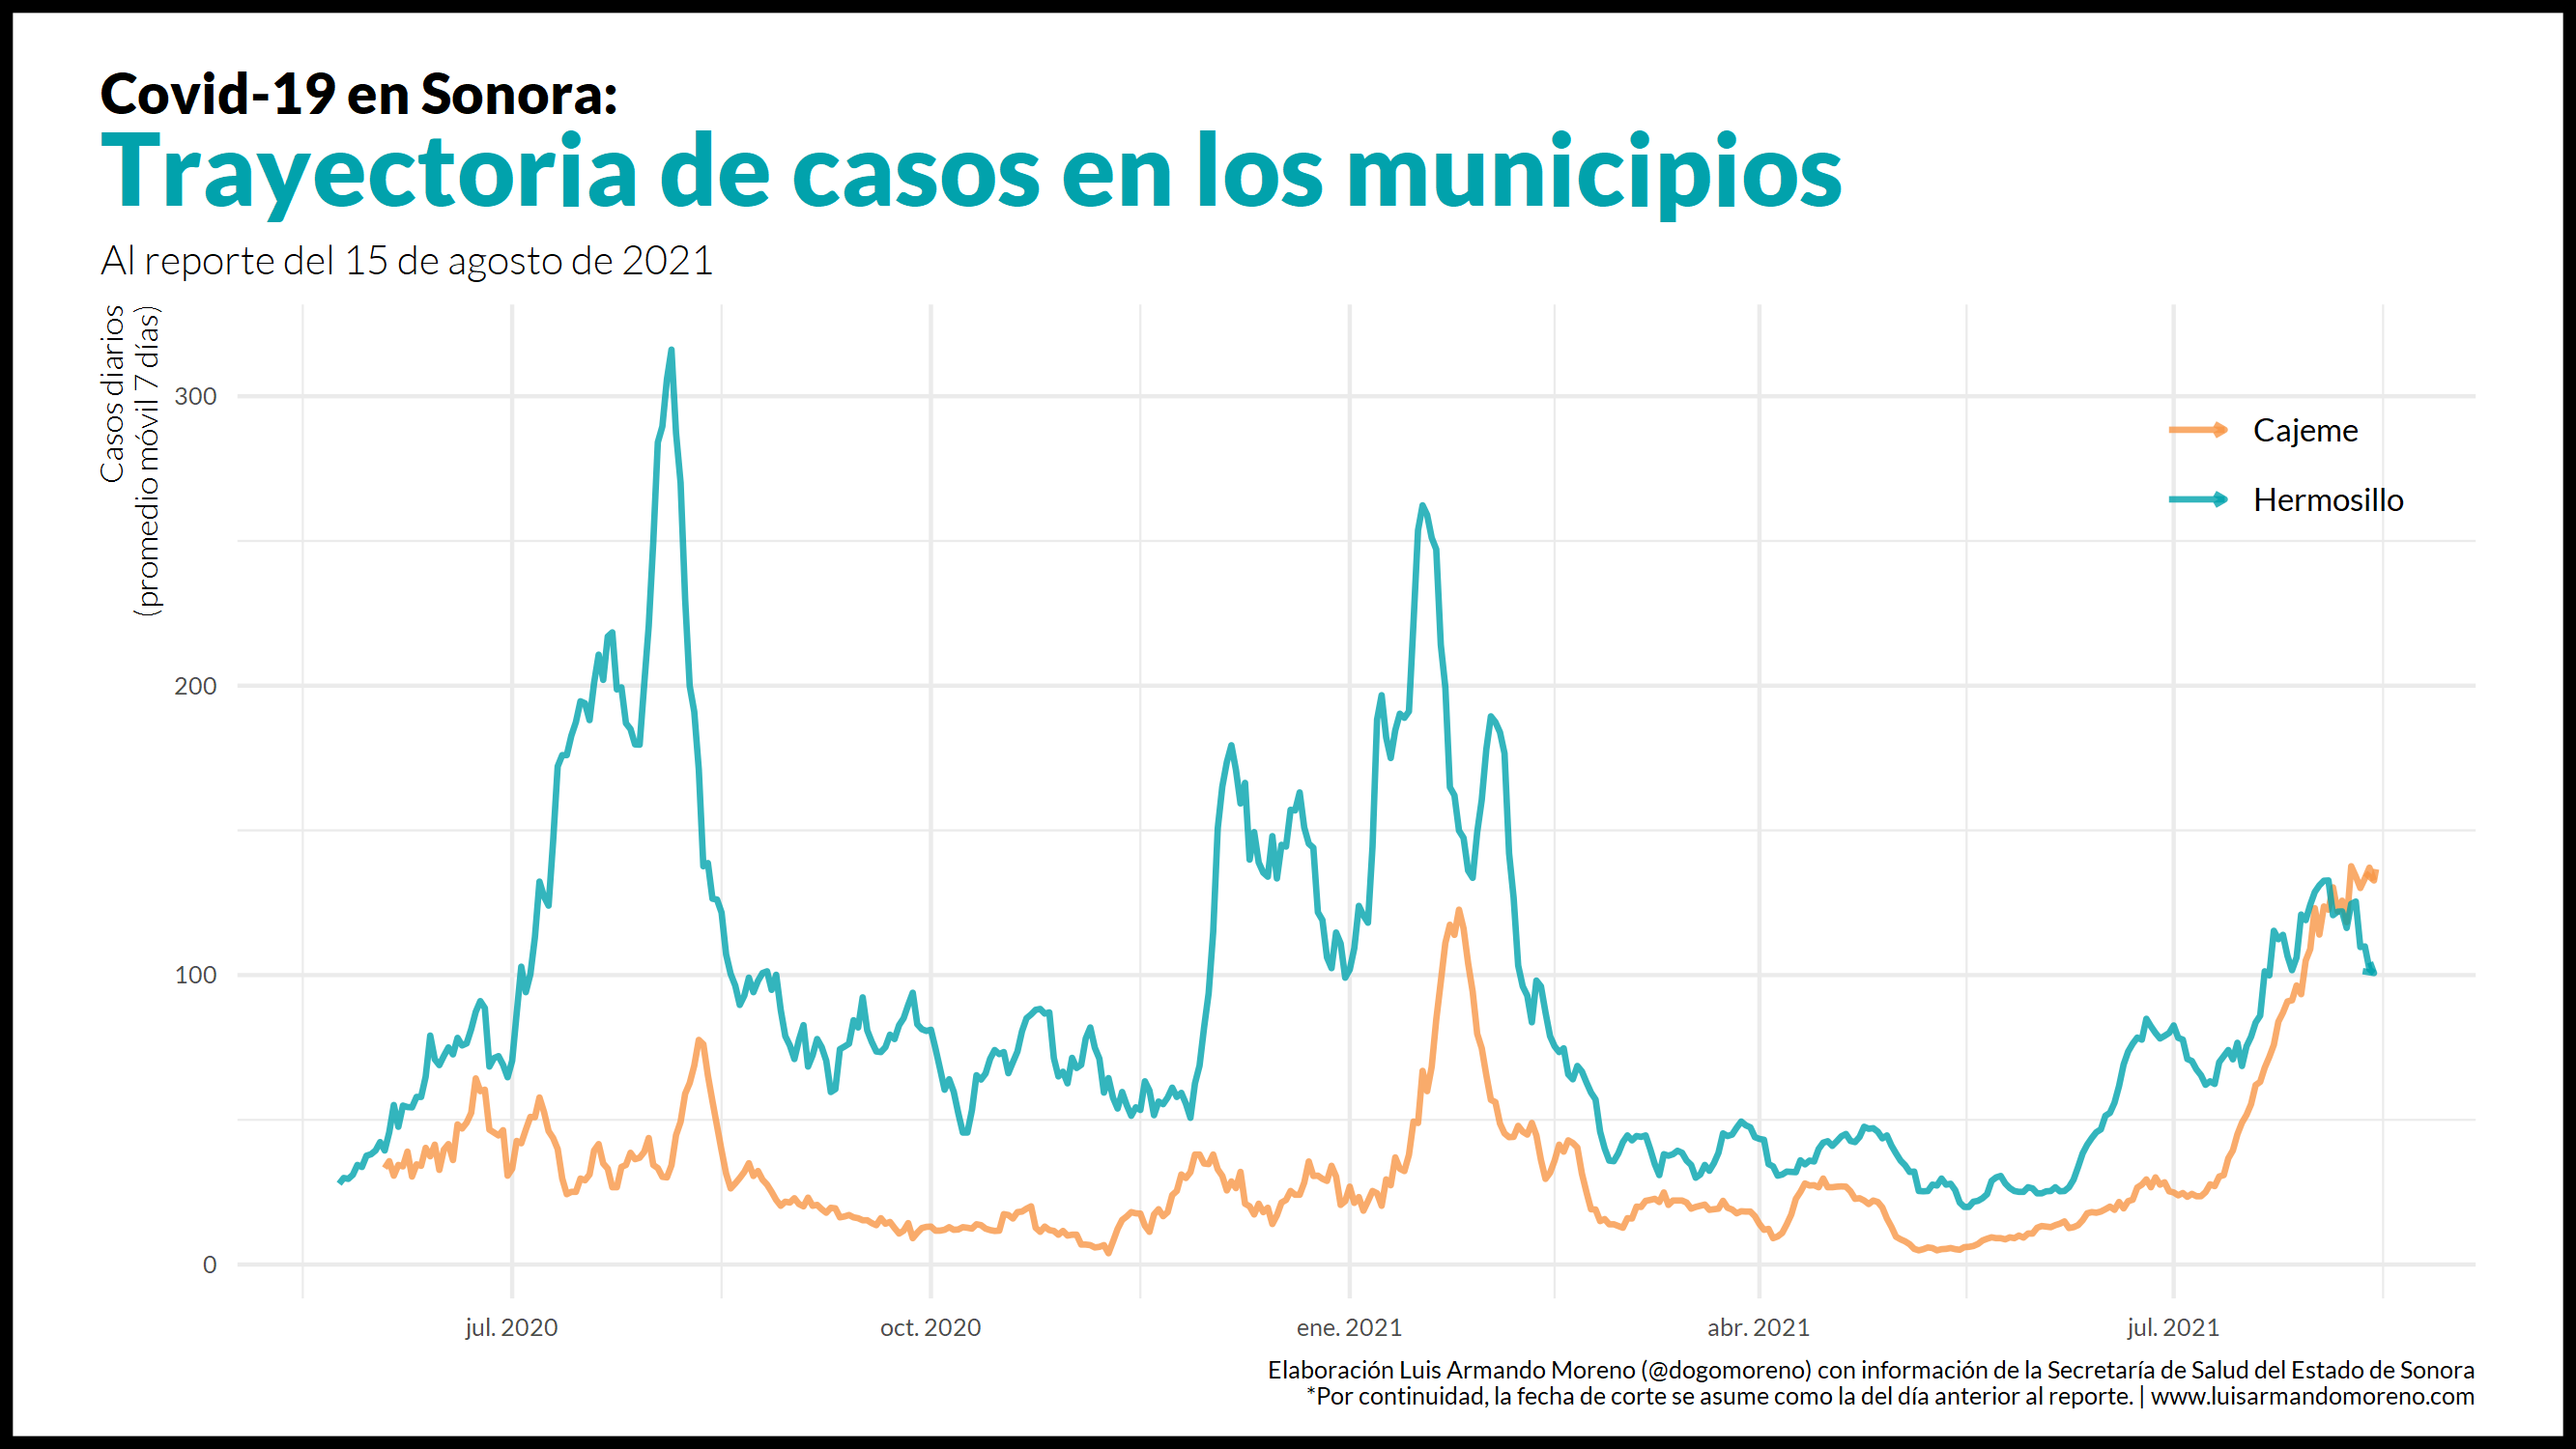 Covid-19 en Sonora:
Trayectoria de casos en los municipios
Al reporte del 15 de agosto de 2021
Casos diarios
(promedio móvil 7 días)
300
200
100
0
Cajeme
Hermosillo
jul. 2020
oct. 2020
ene. 2021
abr. 2021
jul. 2021
Elaboración Luis Armando Moreno (@dogomoreno) con información de la Secretaría de Salud del Estado de Sonora
*Por continuidad, la fecha de corte se asume como la del día anterior al reporte. | www.luisarmandomoreno.com